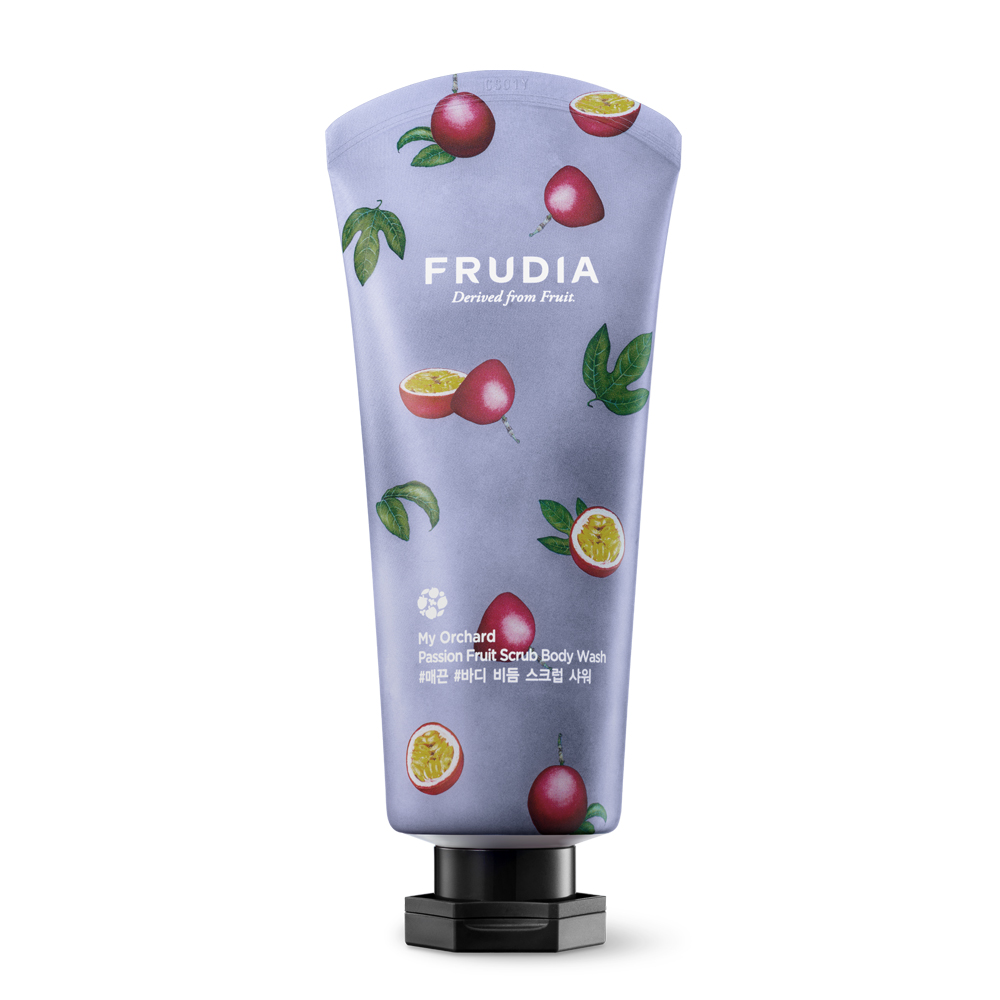 FRUDIA
Derived from Fruit.
My Orchard
Passion Fruit Scrub Body Wash
#매끈 #바디 비듬 스크럽 샤워